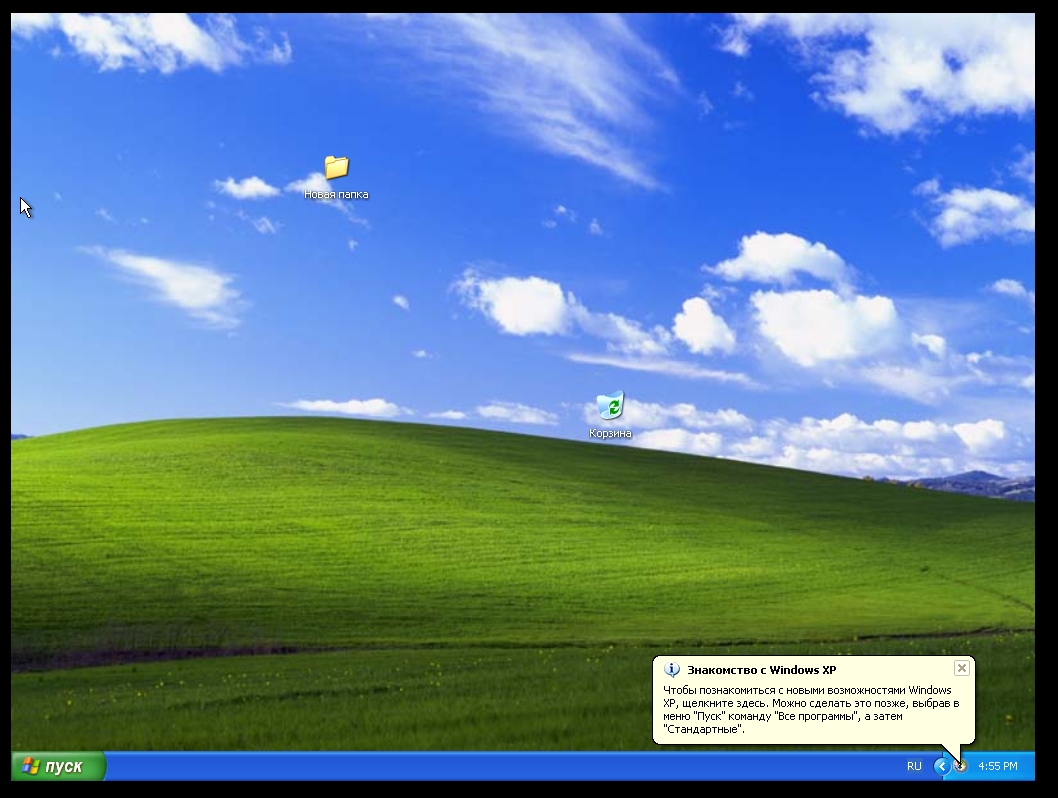 Новая папка
Корзина
Знакомство с Windows XP
Чтобы познакомиться с новыми возможностями Windows
XP, щелкните здесь. Можно сделать это позже, выбрав в
меню "Пуск" команду "Все программы", а затем
"Стандартные".
пуск
RU
4:55 PM